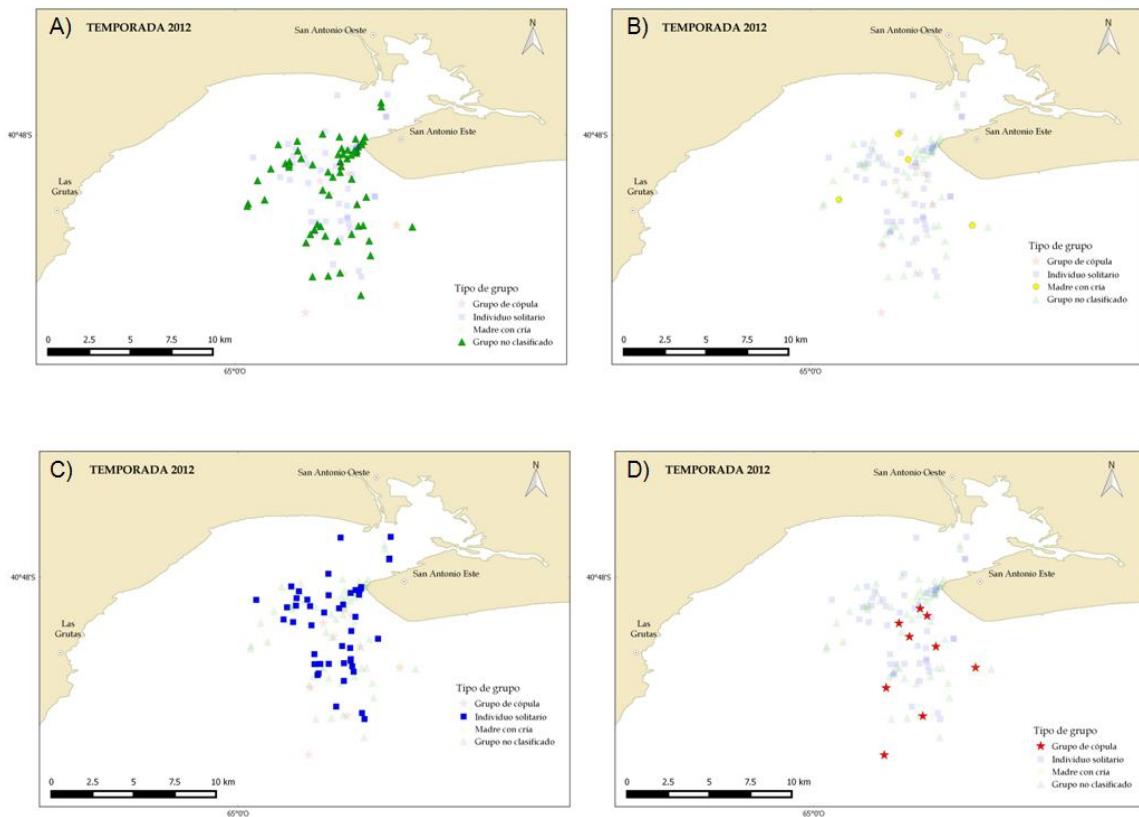 A) TEMPORADA 2012
N
San Antonio Oeste
40°48'S
San Antonio Este
Las
Grutas
Tipo de grupo
Grupo de cópula
Individuo solitario
Madre con cría
Grupo no clasificado
0 2.5 5 7.5 10 km
65°0'O
B) TEMPORADA 2012
N
San Antonio Oeste
40°48'S
San Antonio Este
Las
Grutas
Tipo de grupo
Grupo de cópula
Individuo solitario
Madre con cría
Grupo no clasificado
0 2.5 5 7.5 10 km
65°0'O
C) TEMPORADA 2012
N
San Antonio Oeste
40°48'S
San Antonio Este
Las
Grutas
Tipo de grupo
Grupo de cópula
Individuo solitario
Madre con cría
Grupo no clasificado
0 2.5 5 7.5 10 km
65°0'O
D) TEMPORADA 2012
N
San Antonio Oeste
40°48'S
San Antonio Este
Las
Grutas
Tipo de grupo
Grupo de cópula
Individuo solitario
Madre con cría
Grupo no clasificado
0 2.5 5 7.5 10 km
65°0'O